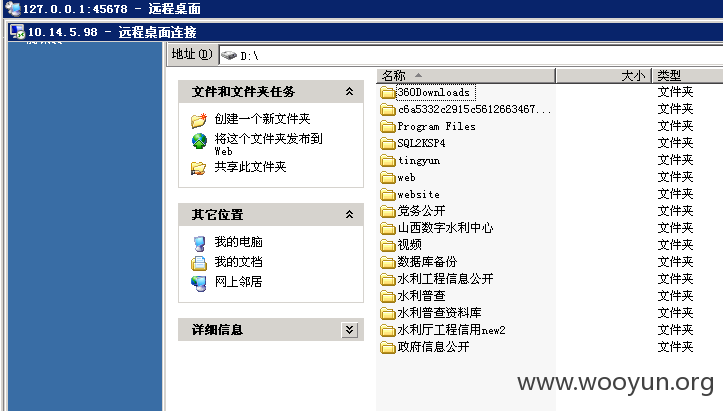 127.0.0.1:45678 - 远程桌面
10.14.5.98 - 远程桌面连接
地址(D) D:\
文件和文件夹任务
创建一个新文件夹
将这个文件夹发布到
Web
共享此文件夹
其它位置
我的电脑
我的文档
网上邻居
详细信息
名称 大小 类型
360Downloads 文件夹
c6a5332c2915c5612663467... 文件夹
Program Files 文件夹
SQL2KSP4 文件夹
tingyun 文件夹
web 文件夹
website 文件夹
党务公开 文件夹
山西数字水利中心 文件夹
视频 文件夹
数据库备份 文件夹
水利工程信息公开 文件夹
水利普查 文件夹
水利普查资料库 文件夹
水利厅工程信用new2 文件夹
政府信息公开 文件夹
www.wooyun.org